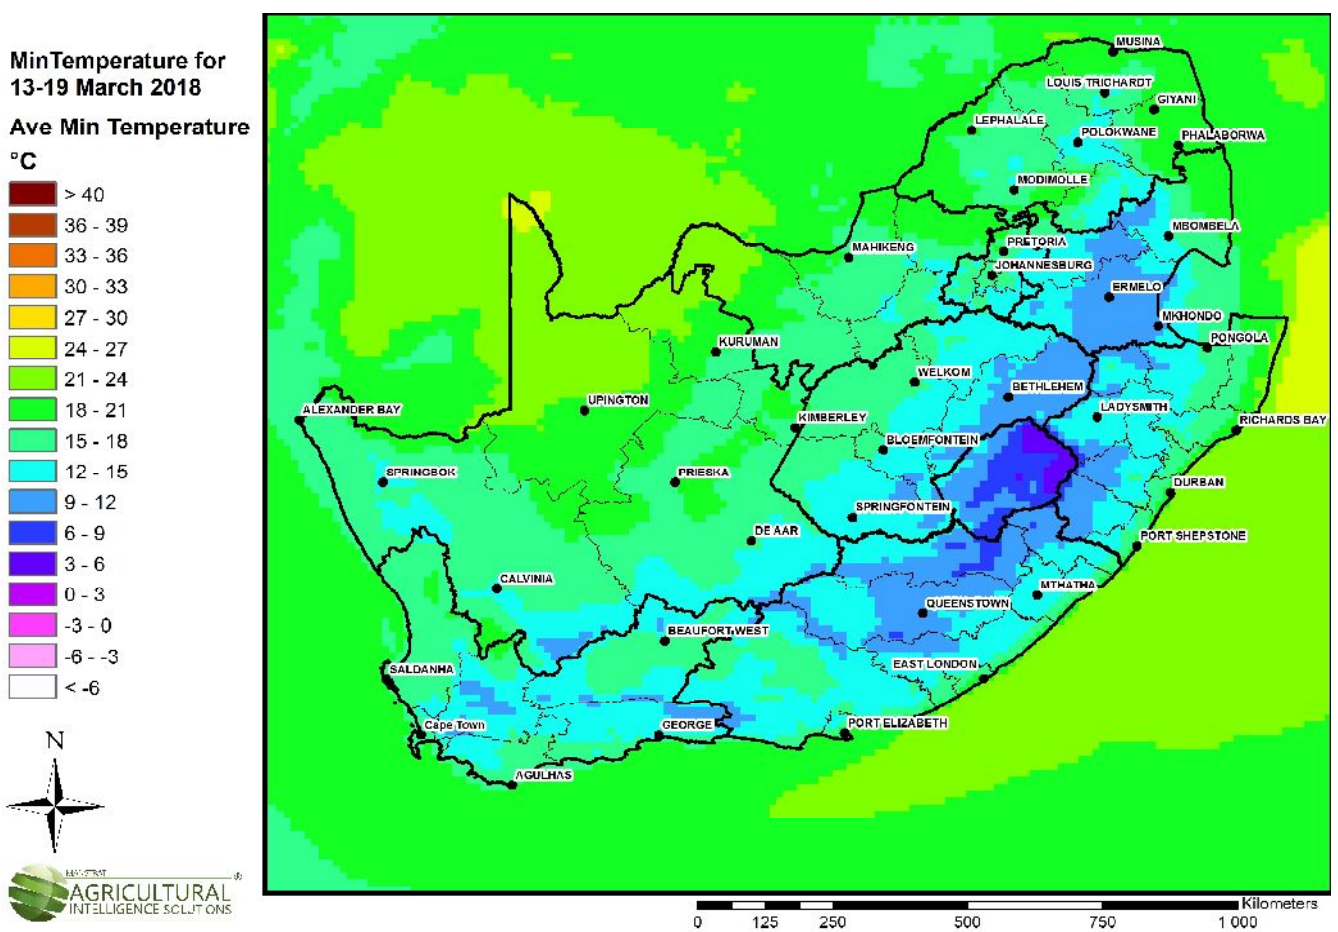 MinTemperature for
13-19 March 2018
Ave Min Temperature
°C
> 40
36 - 39
33 - 36
30 - 33
27 - 30
24 - 27
21 - 24
18 - 21
15 - 18
12 - 15
9 - 12
6 - 9
3 - 6
0 - 3
-3 - 0
-6 - -3
< -6
N
AGRICULTURAL ®
INTELLIGENCE SOLUTIONS
MUSINA
LOUIS TRICHARDT
GIYANI
LEPHALALE
POLOKWANE
PHALABORWA
MODIMOLLE
MBOMBELA
PRETORIA
MAHIKENG
JOHANNESBURG
ERMELO
MKHONDO
KURUMAN
PONGOLA
WELKOM
BETHLEHEM
UPINGTON
ALEXANDER BAY
LADYSMITH
KIMBERLEY
RICHARDS BAY
BLOEMFONTEIN
SPRINGBOK
PRIESKA
DURBAN
SPRINGFONTEIN
DE AAR
PORT SHEPSTONE
CALVINIA
MTHATHA
QUEENSTOWN
BEAUFORT WEST
EAST LONDON
SALDANHA
Cape Town
GEORGE
PORT ELIZABETH
AGULHAS
Kilometers
0 125 250 500 750 1 000